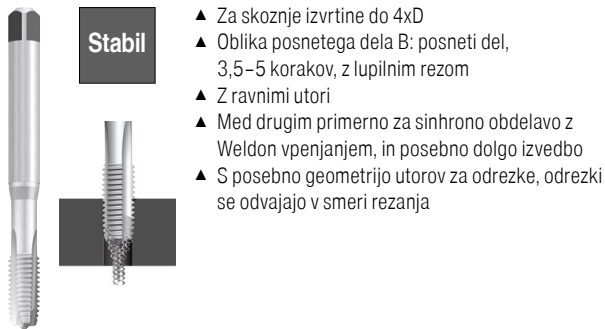 Stabil
▲ Za skoznje izvrtine do 4xD
▲ Oblika posnetega dela B: posneti del,
3,5–5 korakov, z lupilnim rezom
▲ Z ravnimi utori
▲ Med drugim primerno za sinhrono obdelavo z
Weldon vpenjanjem, in posebno dolgo izvedbo
▲ S posebno geometrijo utorov za odrezke, odrezki
se odvajajo v smeri rezanja